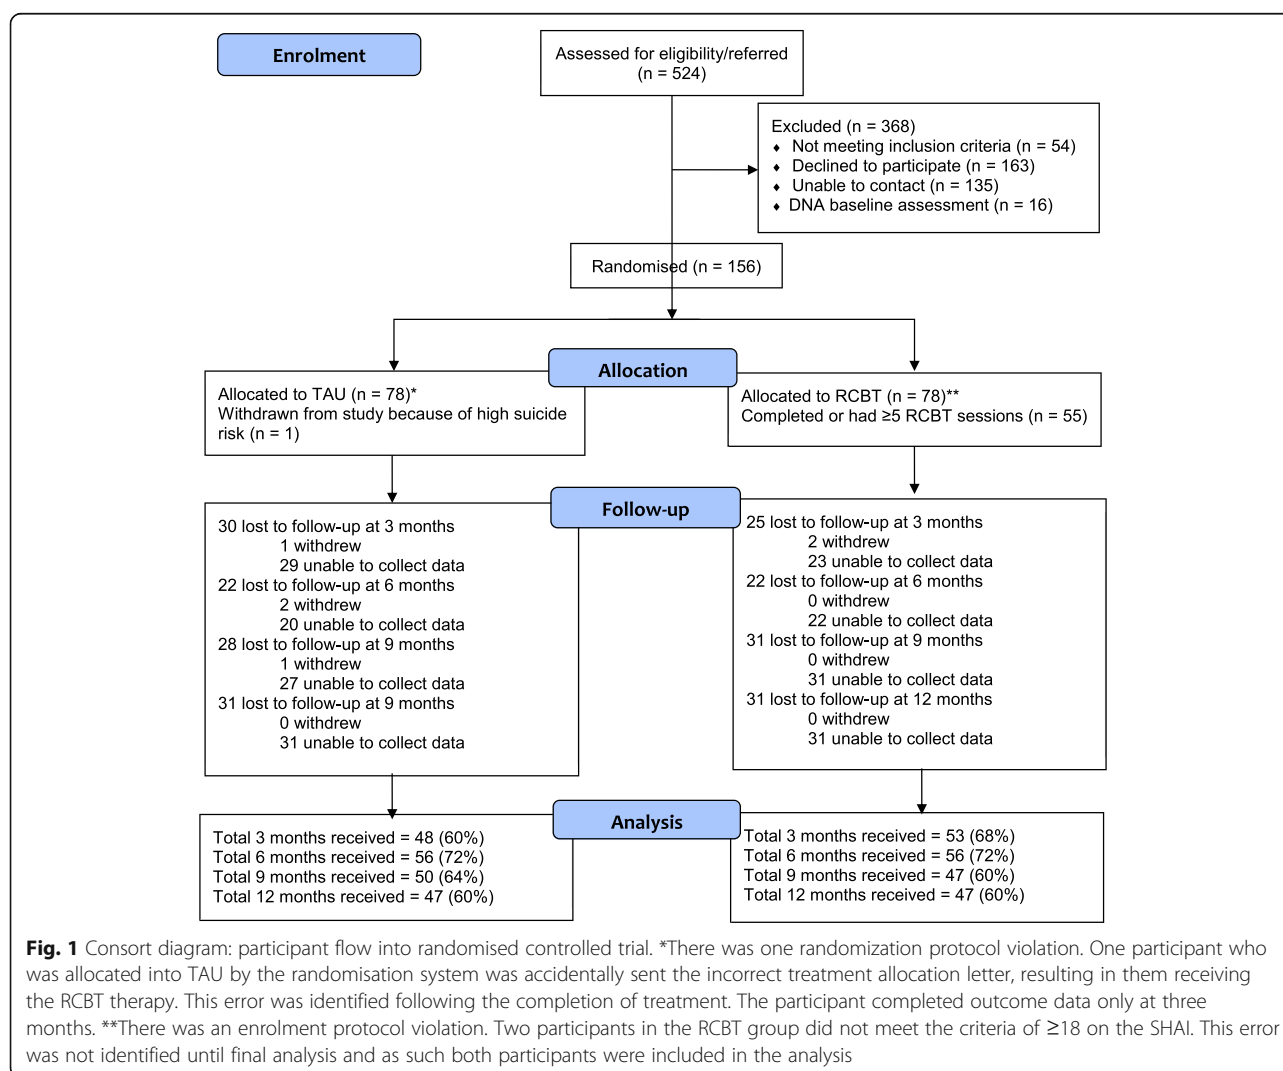 Enrolment
Assessed for eligibility/referred
(n = 524)
Excluded (n = 368)
♦ Not meeting inclusion criteria (n = 54)
♦ Declined to participate (n = 163)
♦ Unable to contact (n = 135)
♦ DNA baseline assessment (n = 16)
Randomised (n = 156)
Allocation
Allocated to TAU (n = 78)*
Withdrawn from study because of high suicide
risk (n = 1)
Allocated to RCBT (n = 78)**
Completed or had ≥5 RCBT sessions (n = 55)
Follow-up
30 lost to follow-up at 3 months
1 withdrew
29 unable to collect data
22 lost to follow-up at 6 months
2 withdrew
20 unable to collect data
28 lost to follow-up at 9 months
1 withdrew
27 unable to collect data
31 lost to follow-up at 9 months
0 withdrew
31 unable to collect data
25 lost to follow-up at 3 months
2 withdrew
23 unable to collect data
22 lost to follow-up at 6 months
0 withdrew
22 unable to collect data
31 lost to follow-up at 9 months
0 withdrew
31 unable to collect data
31 lost to follow-up at 12 months
0 withdrew
31 unable to collect data
Analysis
Total 3 months received = 48 (60%)
Total 6 months received = 56 (72%)
Total 9 months received = 50 (64%)
Total 12 months received = 47 (60%)
Total 3 months received = 53 (68%)
Total 6 months received = 56 (72%)
Total 9 months received = 47 (60%)
Total 12 months received = 47 (60%)
Fig. 1 Consort diagram: participant flow into randomised controlled trial. *There was one randomization protocol violation. One participant who
was allocated into TAU by the randomisation system was accidentally sent the incorrect treatment allocation letter, resulting in them receiving
the RCBT therapy. This error was identified following the completion of treatment. The participant completed outcome data only at three
months. **There was an enrolment protocol violation. Two participants in the RCBT group did not meet the criteria of ≥18 on the SHAI. This error
was not identified until final analysis and as such both participants were included in the analysis